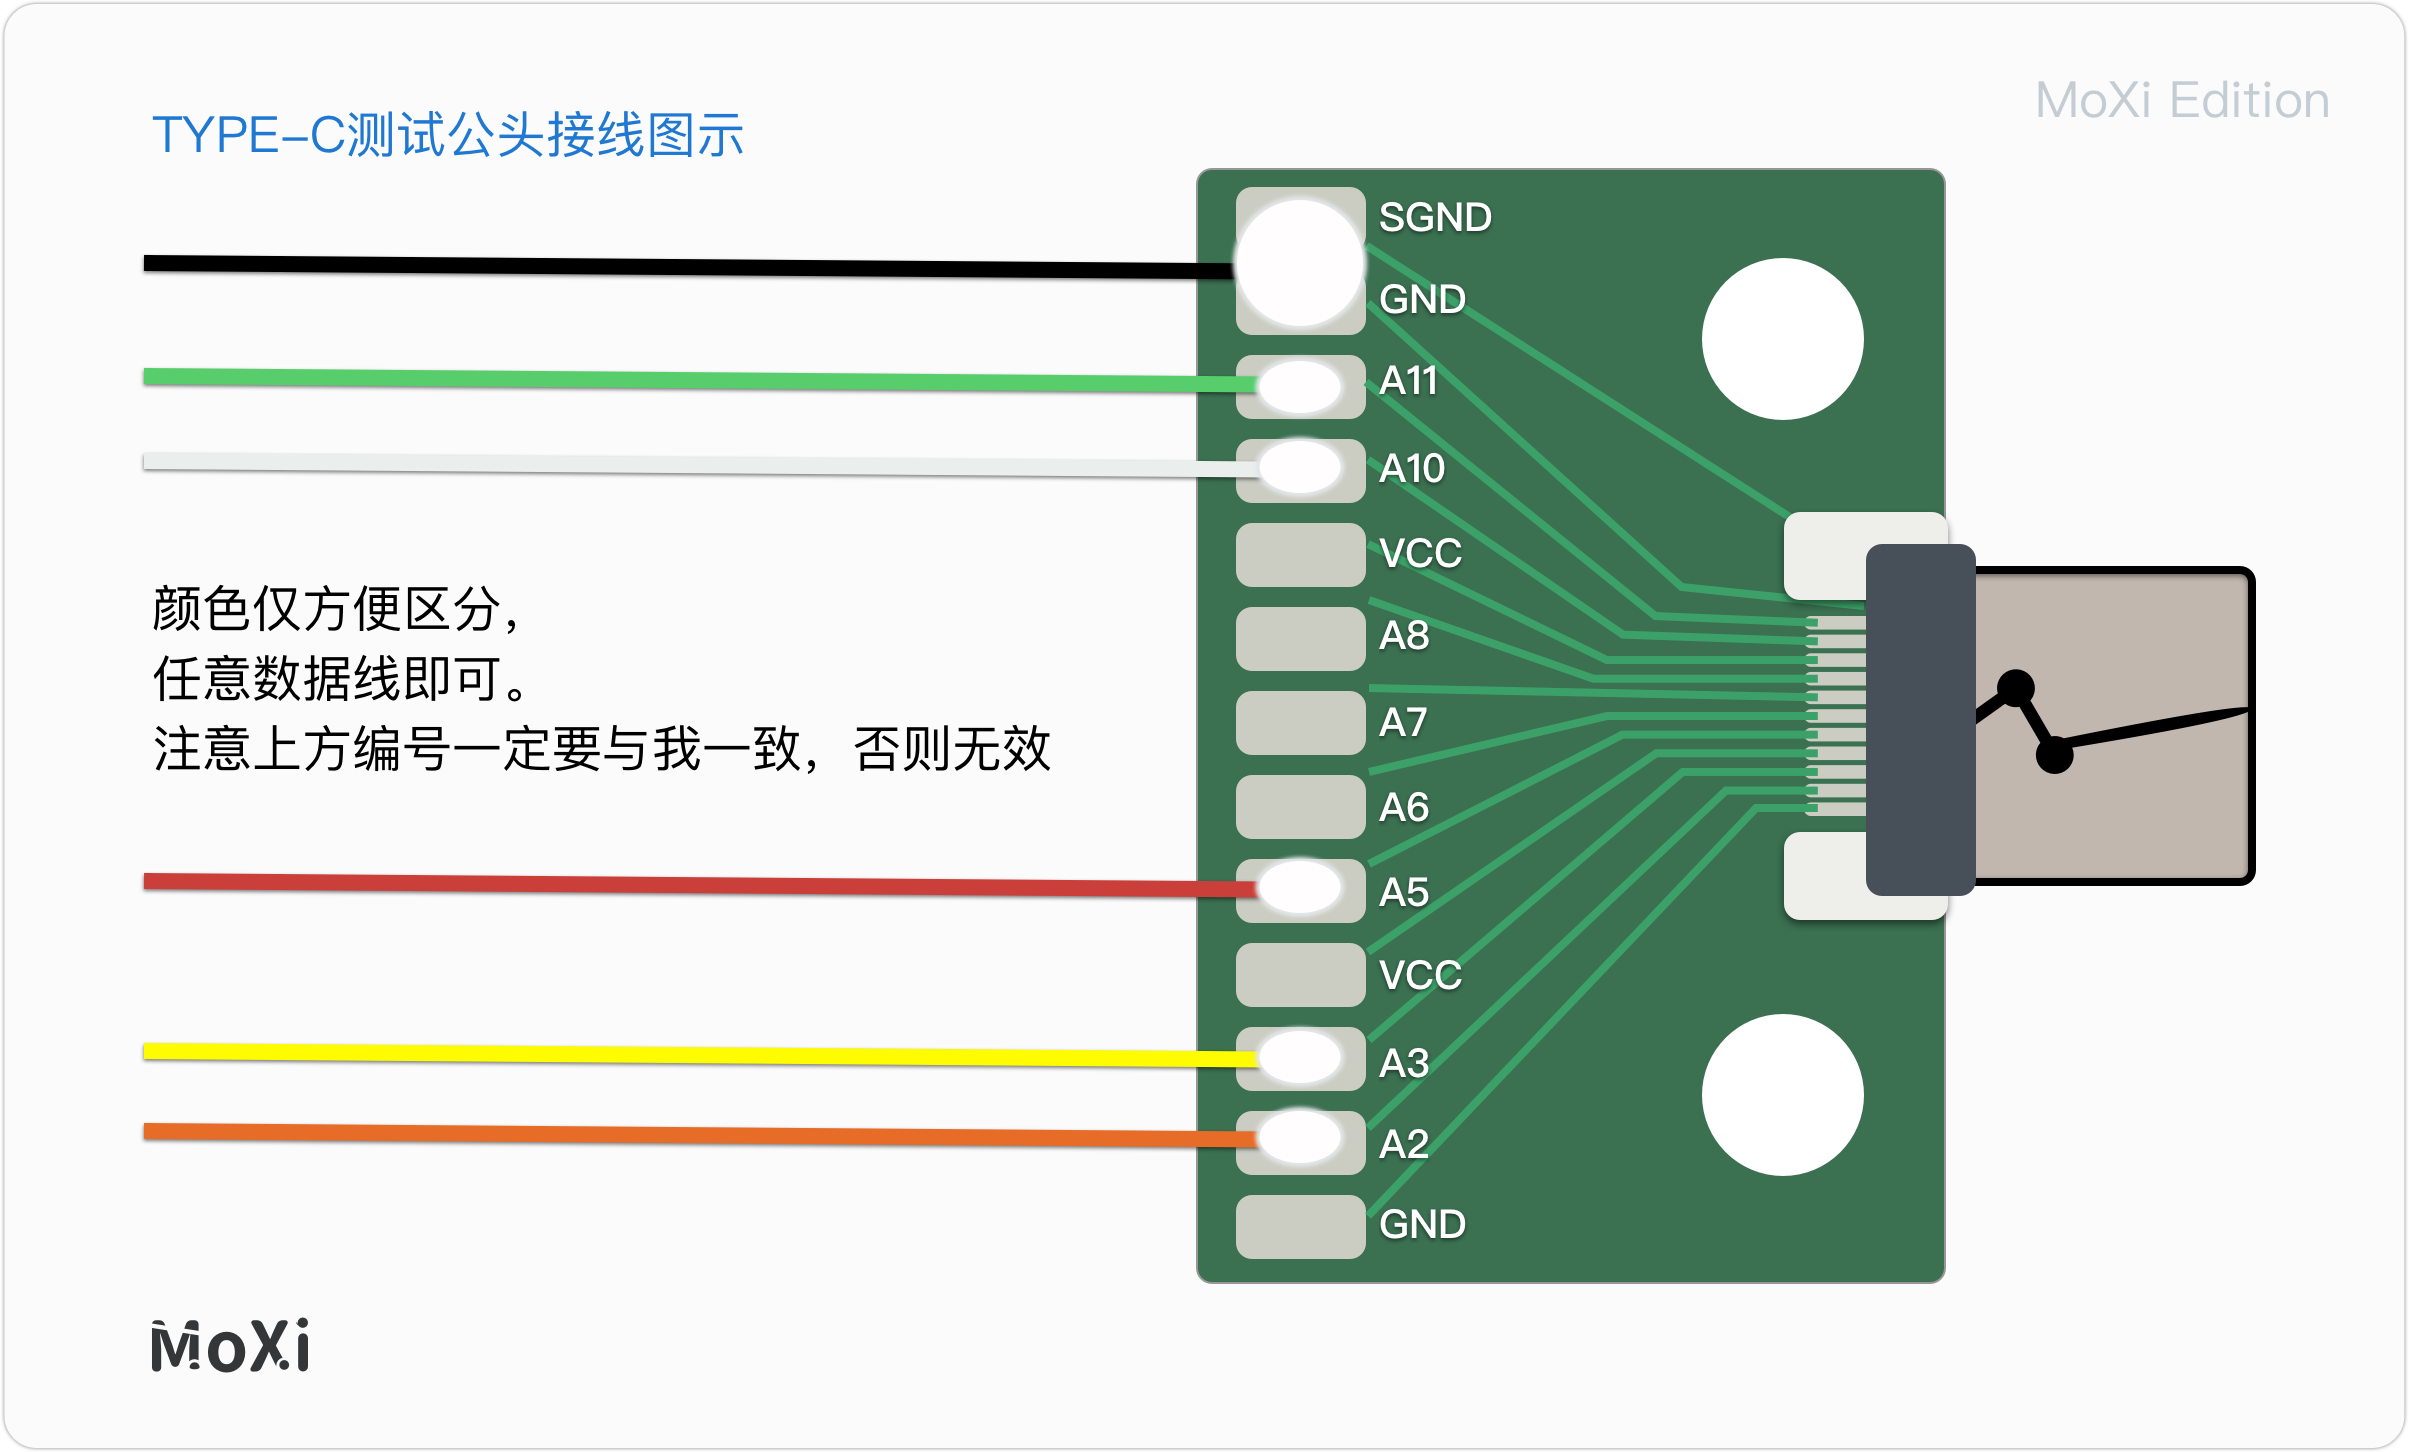 MoXi Edition
TYPE-C测试公头接线图示
SGND
GND
A11
A10
VCC
A8
A7
A6
A5
VCC
A3
A2
GND
颜色仅方便区分，
任意数据线即可。
注意上方编号一定要与我一致，否则无效
MoXi